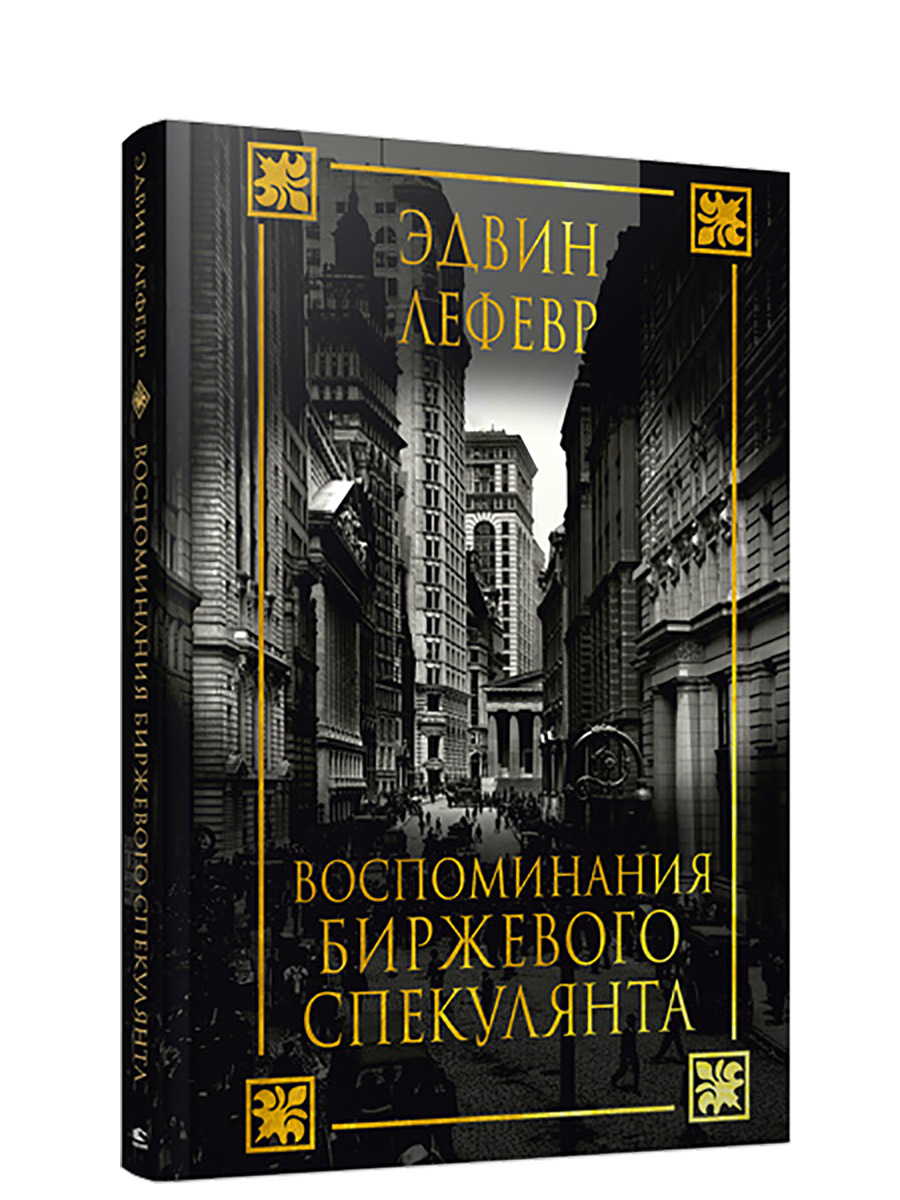 ЭДВИН
ЛЕФЕВР
ВОСПОМИНАНИЯ
БИРЖЕВОГО
СПЕКУЛЯНТА
ЭДВИН ЛЕФЕВР ВОСПОМИНАНИЯ БИРЖЕВОГО СПЕКУЛЯНТА